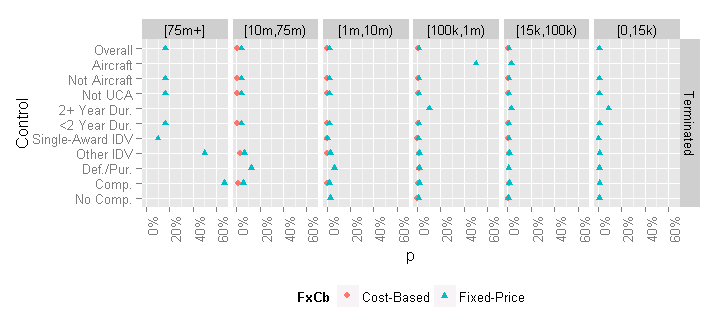 [75m+] [10m,75m) [1m,10m) [100k,1m) [15k,100k) [0,15k)
Overall
Aircraft
Not Aircraft
Not UCA
2+ Year Dur.
<2 Year Dur.
Single-Award IDV
Other IDV
Def./Pur.
Comp.
No Comp.
Control
Terminated
0% 20% 40% 60% 0% 20% 40% 60% 0% 20% 40% 60% 0% 20% 40% 60% 0% 20% 40% 60% 0% 20% 40% 60%
p
FxCb Cost-Based Fixed-Price